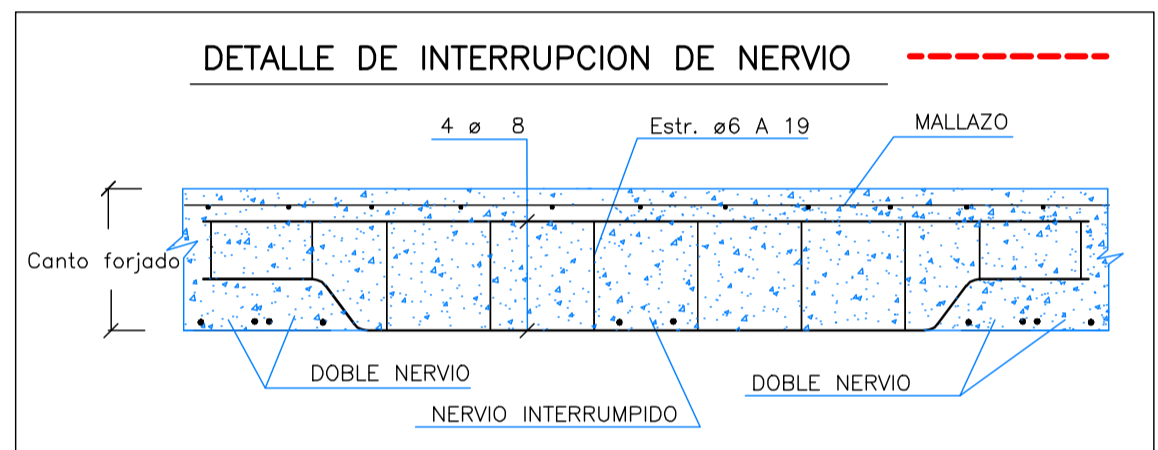 DETALLE DE INTERRUPCION DE NERVIO
4 ø 8
Estr. ø6 A 19
MALLAZO
Canto forjado
DOBLE NERVIO
DOBLE NERVIO
NERVIO INTERRUMPIDO